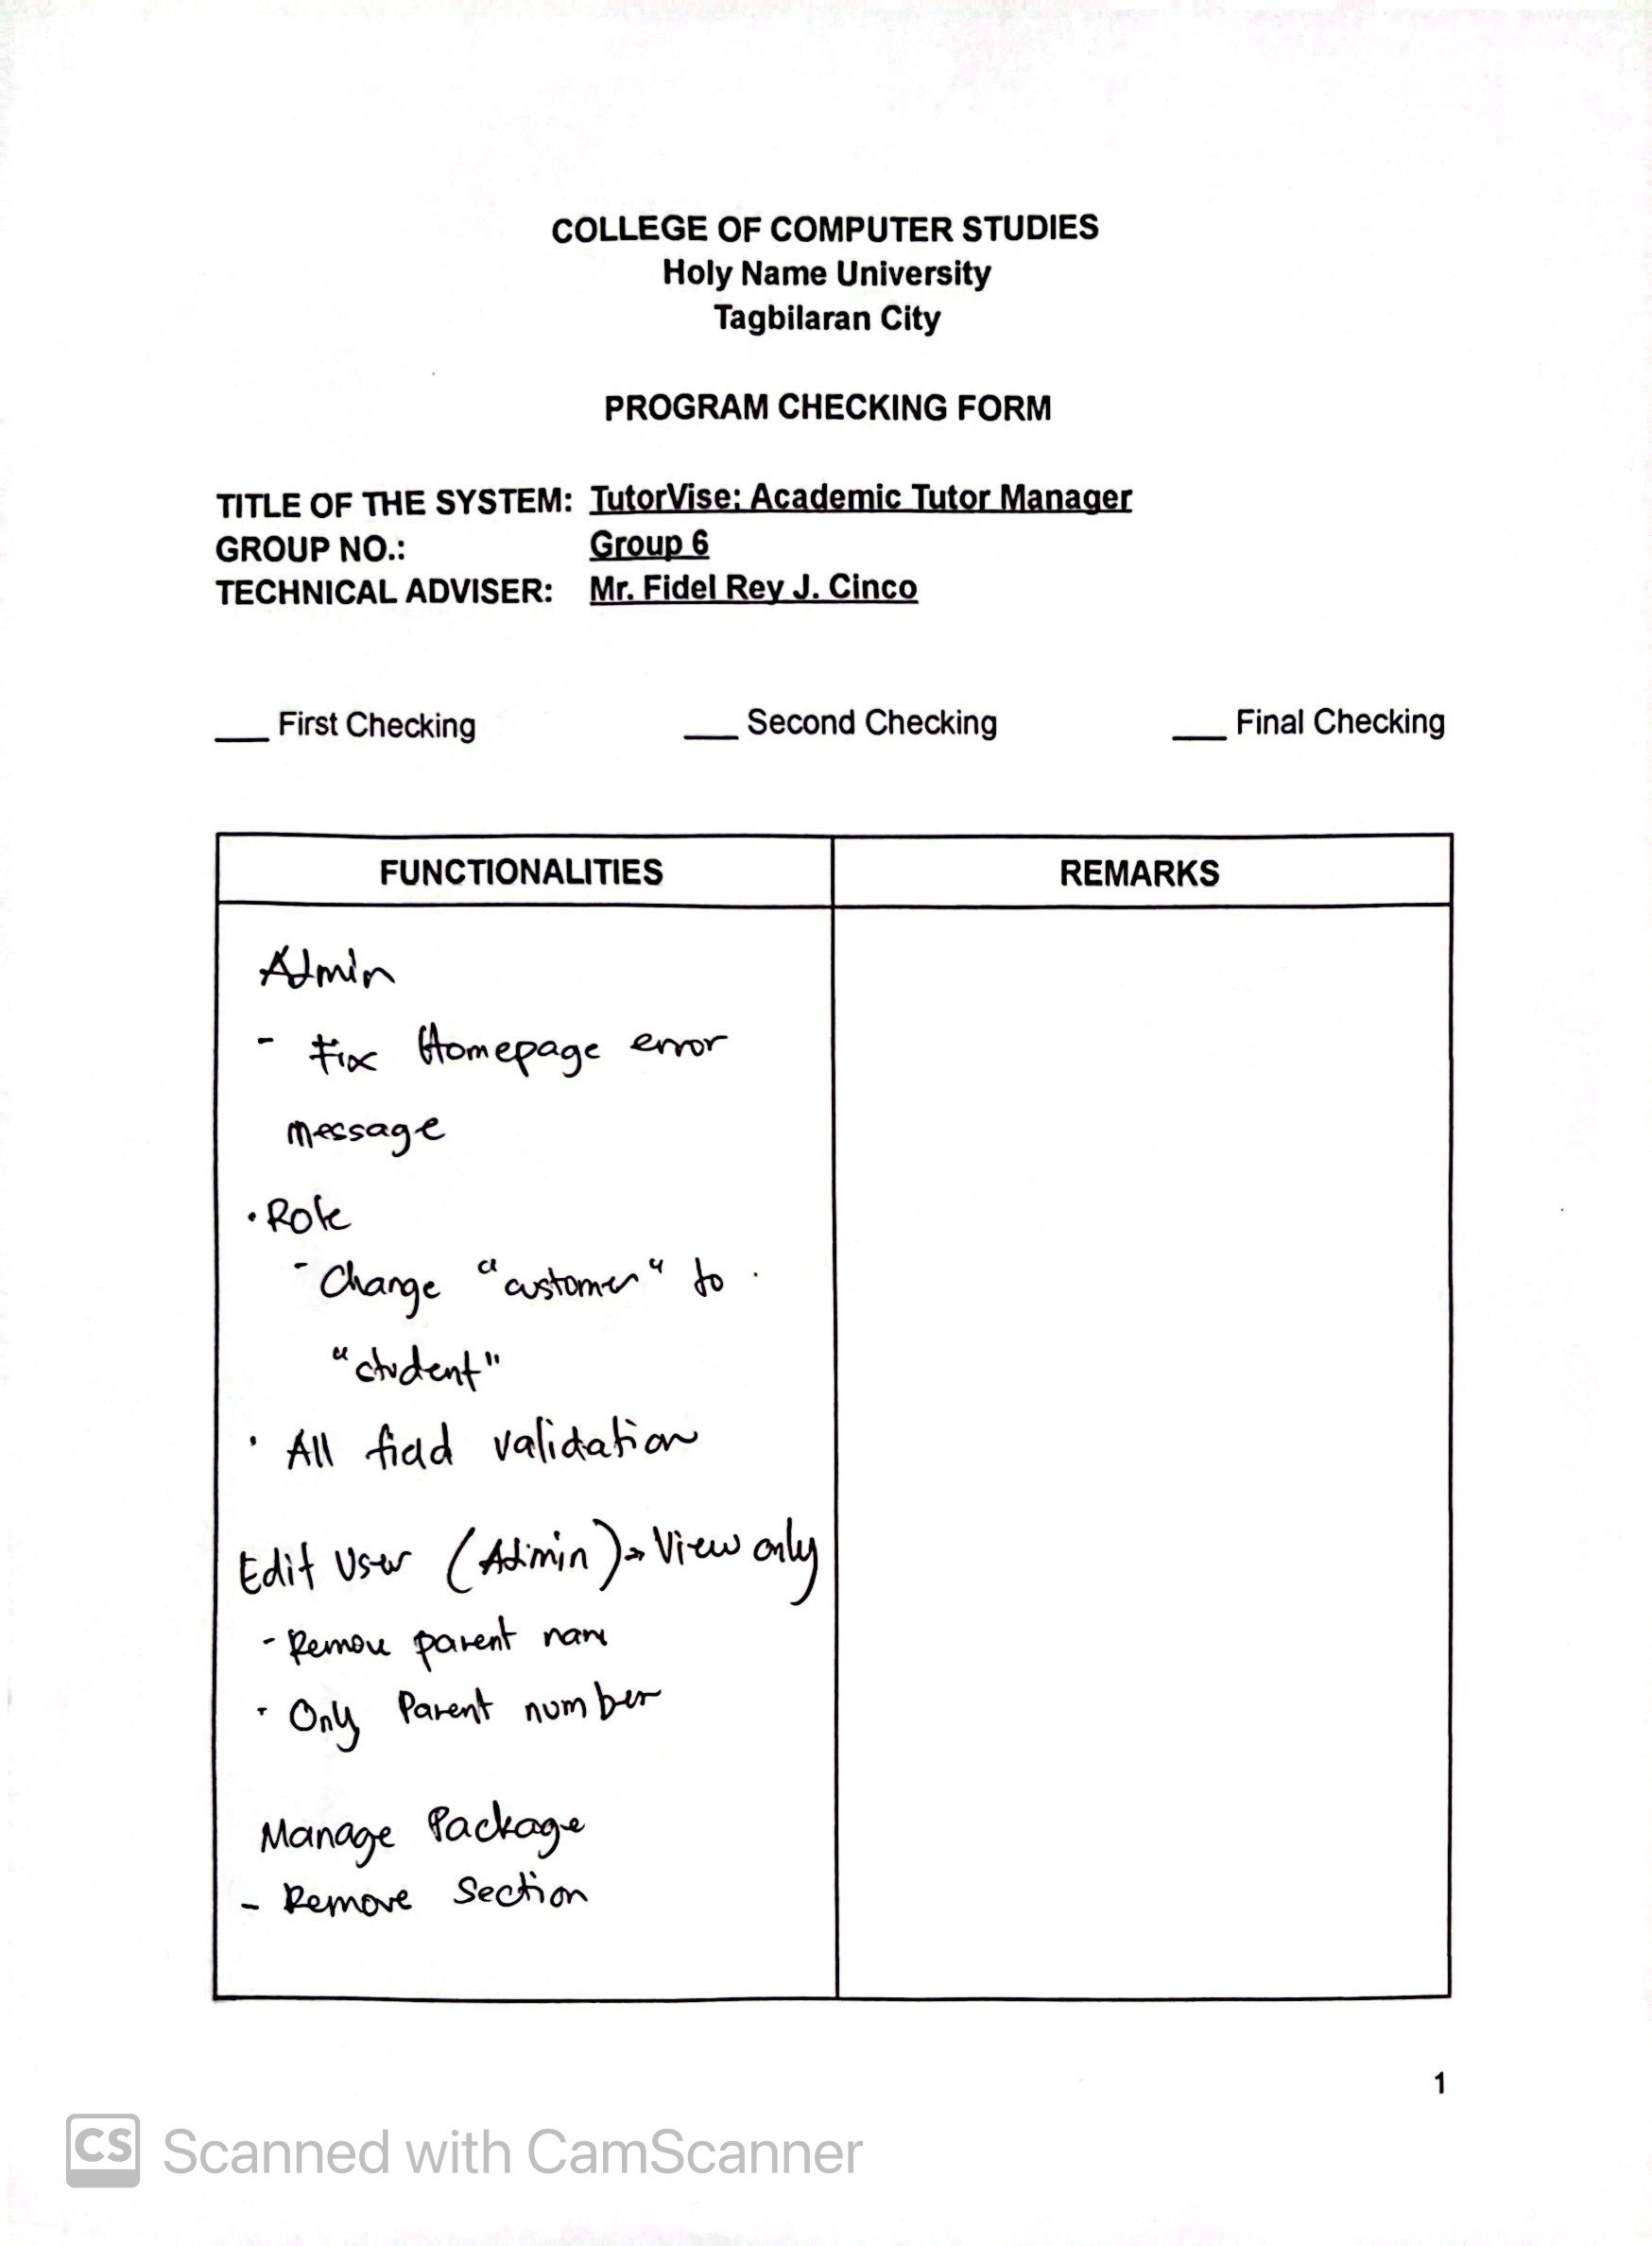 COLLEGE OF COMPUTER STUDIES
Holy Name University
Tagbilaran City
PROGRAM CHECKING FORM
TITLE OF THE SYSTEM: TutorVise: Academic Tutor Manager
GROUP NO.: Group 6
TECHNICAL ADVISER: Mr. Fidel Rey J. Cinco
___ First Checking ___ Second Checking ___ Final Checking
FUNCTIONALITIES REMARKS
Admin
- Fix Homepage error
message
• Role
- Change "customer" to
"student"
• All field validation
Edit User (Admin) → View only
- Remove parent name
- Only Parent number
Manage Package
- Remove Section
1
CS Scanned with CamScanner